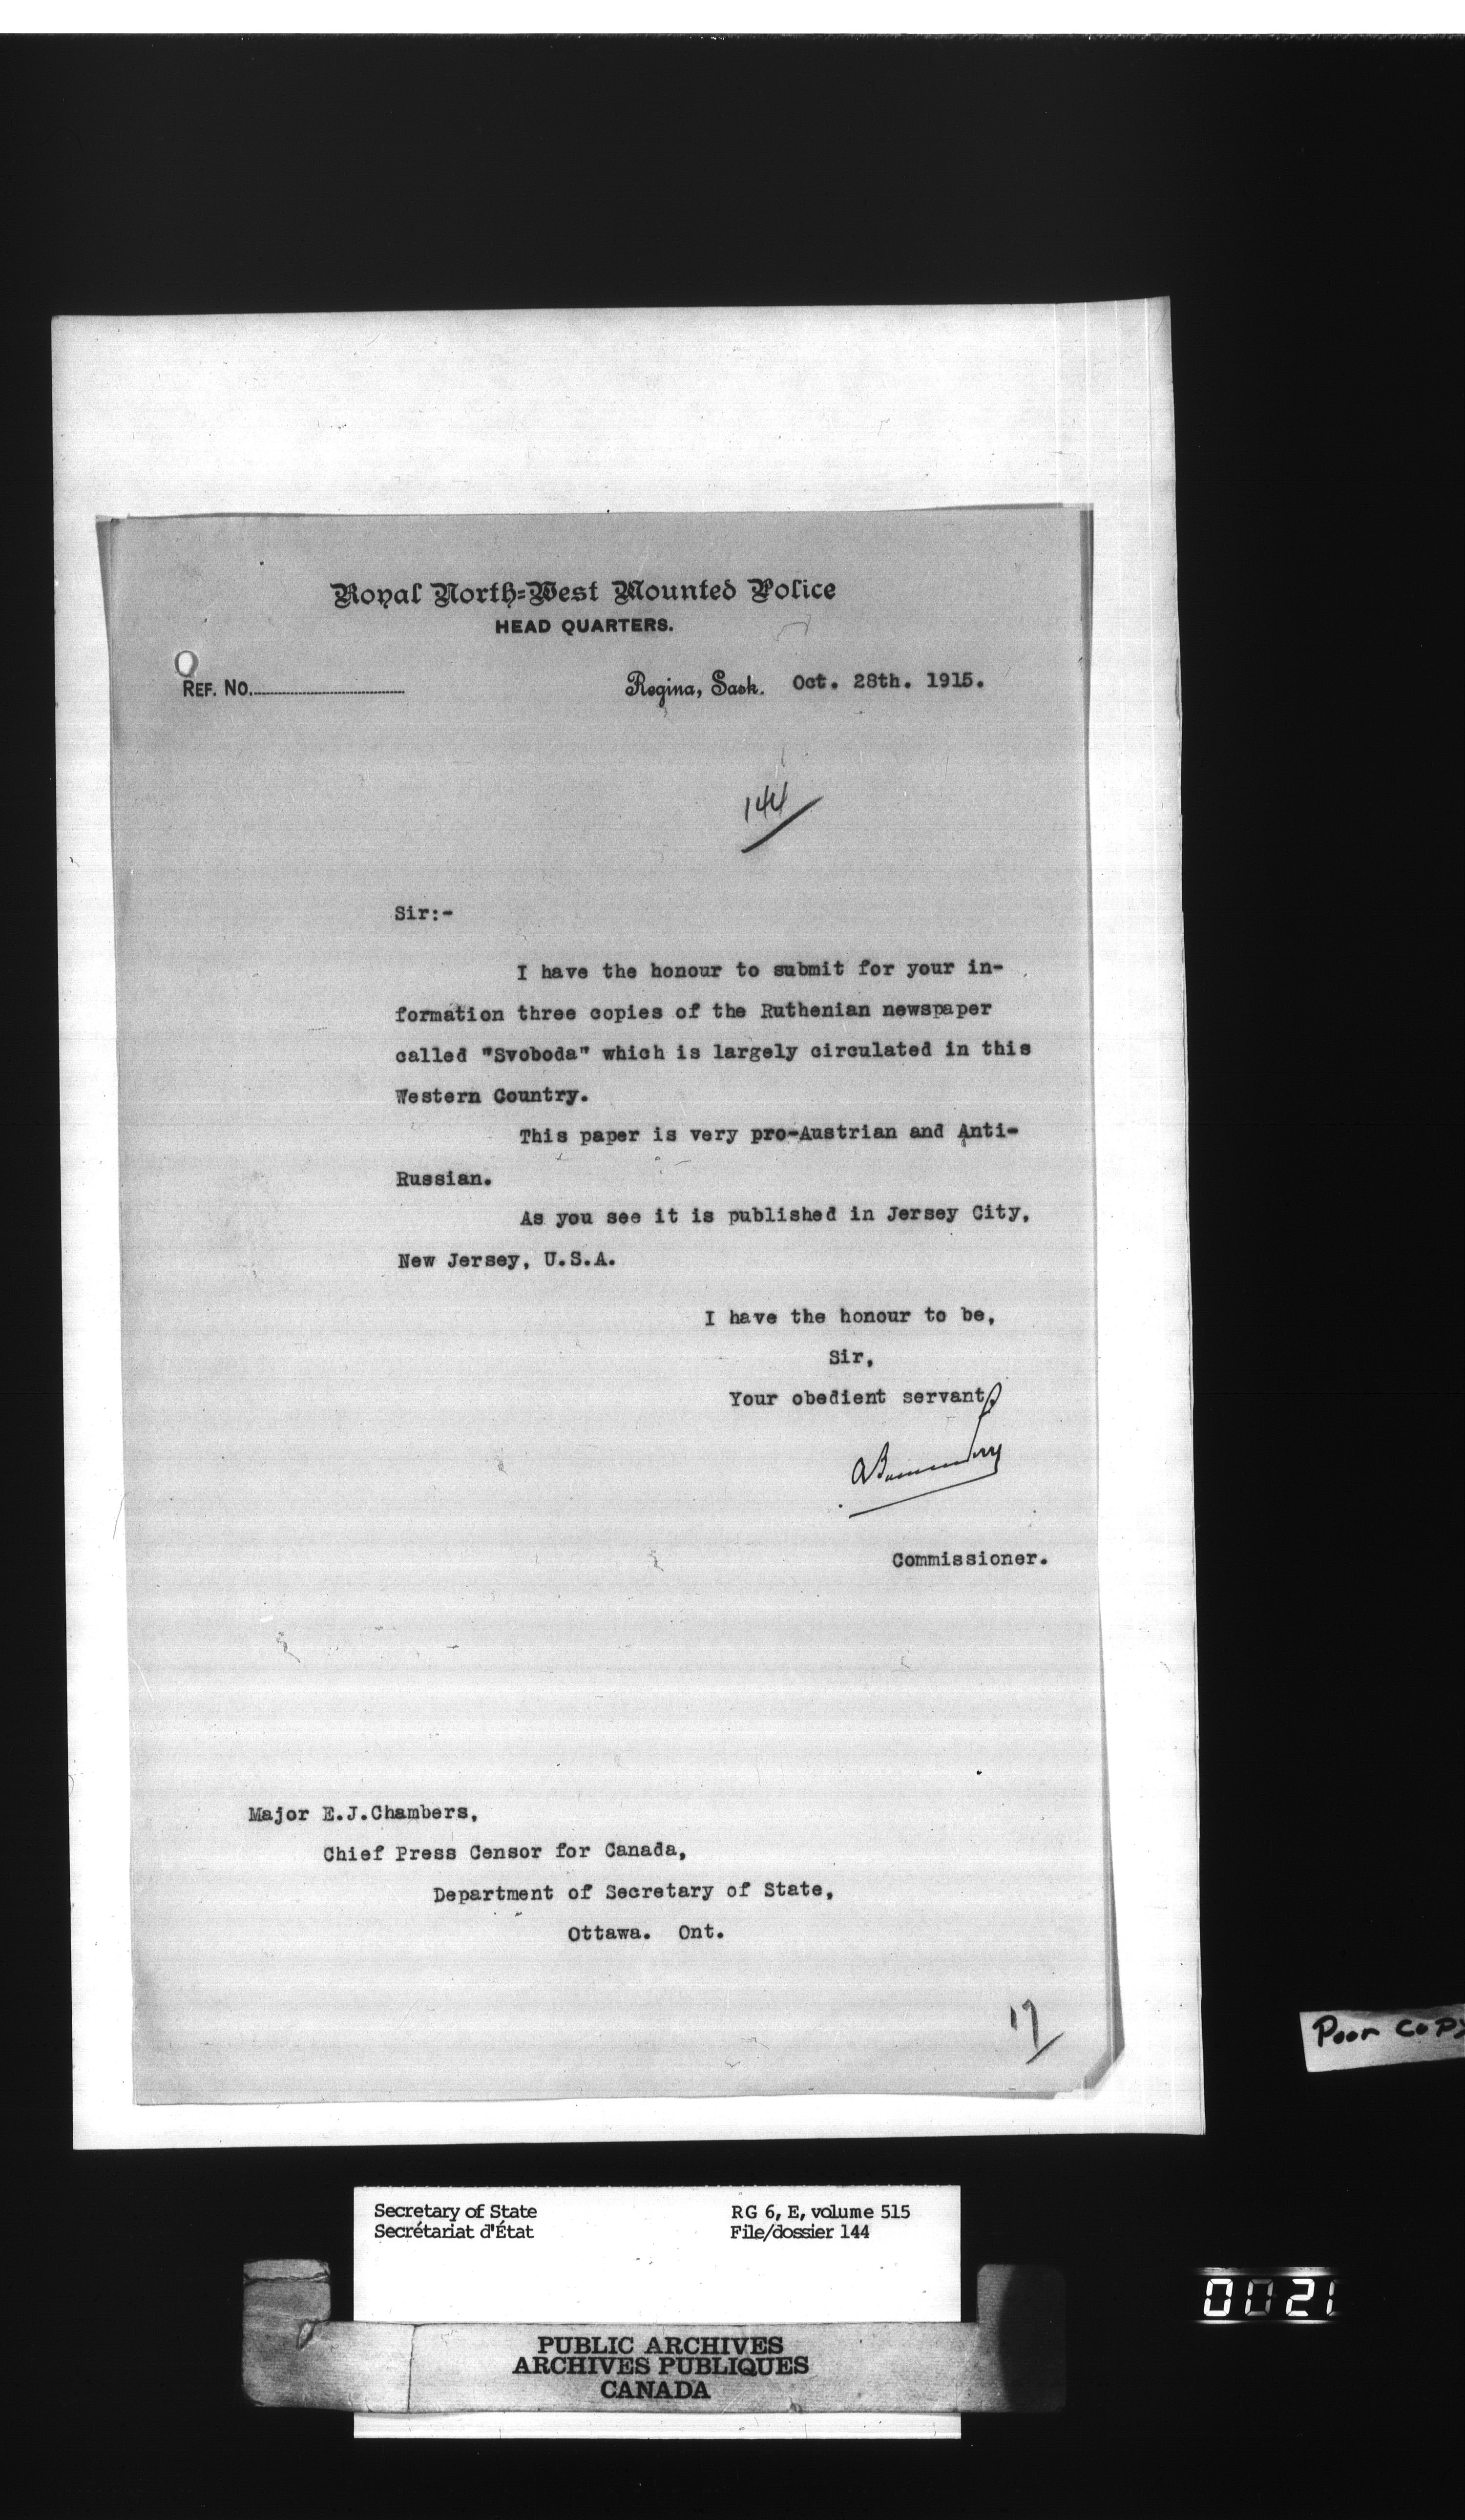 Royal North=West Mounted Police
HEAD QUARTERS.
REF. NO.
Regina, Sask. Oct. 28th. 1915.
144
Sir:-
I have the honour to submit for your in-
formation three copies of the Ruthenian newspaper
called "Svoboda" which is largely circulated in this
Western Country.
This paper is very pro-Austrian and Anti-
Russian.
As you see it is published in Jersey City,
New Jersey, U.S.A.
I have the honour to be,
Sir,
Your obedient servant,
Commissioner.
Major E.J.Chambers,
Chief Press Censor for Canada,
Department of Secretary of State,
Ottawa. Ont.
17
Poor COPY
Secretary of State RG 6, E, volume 515
Secrétariat d'État File/dossier 144
0021
PUBLIC ARCHIVES
ARCHIVES PUBLIQUES
CANADA